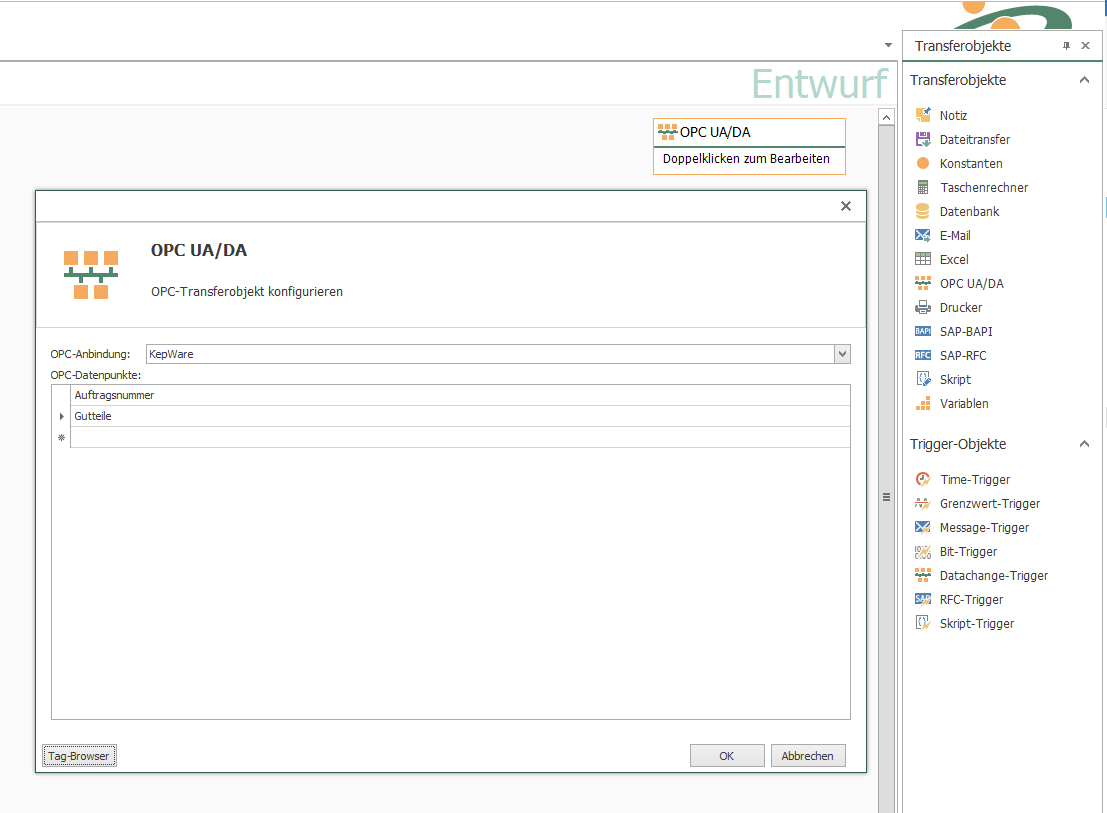 Entwurf
OPC UA/DA
Doppelklicken zum Bearbeiten
OPC UA/DA
OPC-Transferobjekt konfigurieren
OPC-Anbindung:
KepWare
OPC-Datenpunkte:
Auftragsnummer
Gutteile
Tag-Browser
OK
Abbrechen
Transferobjekte
Transferobjekte
Notiz
Dateitransfer
Konstanten
Taschenrechner
Datenbank
E-Mail
Excel
OPC UA/DA
Drucker
BAPI SAP-BAPI
RFC SAP-RFC
Skript
Variablen
Trigger-Objekte
Time-Trigger
Grenzwert-Trigger
Message-Trigger
Bit-Trigger
Datachange-Trigger
SAP RFC-Trigger
Skript-Trigger